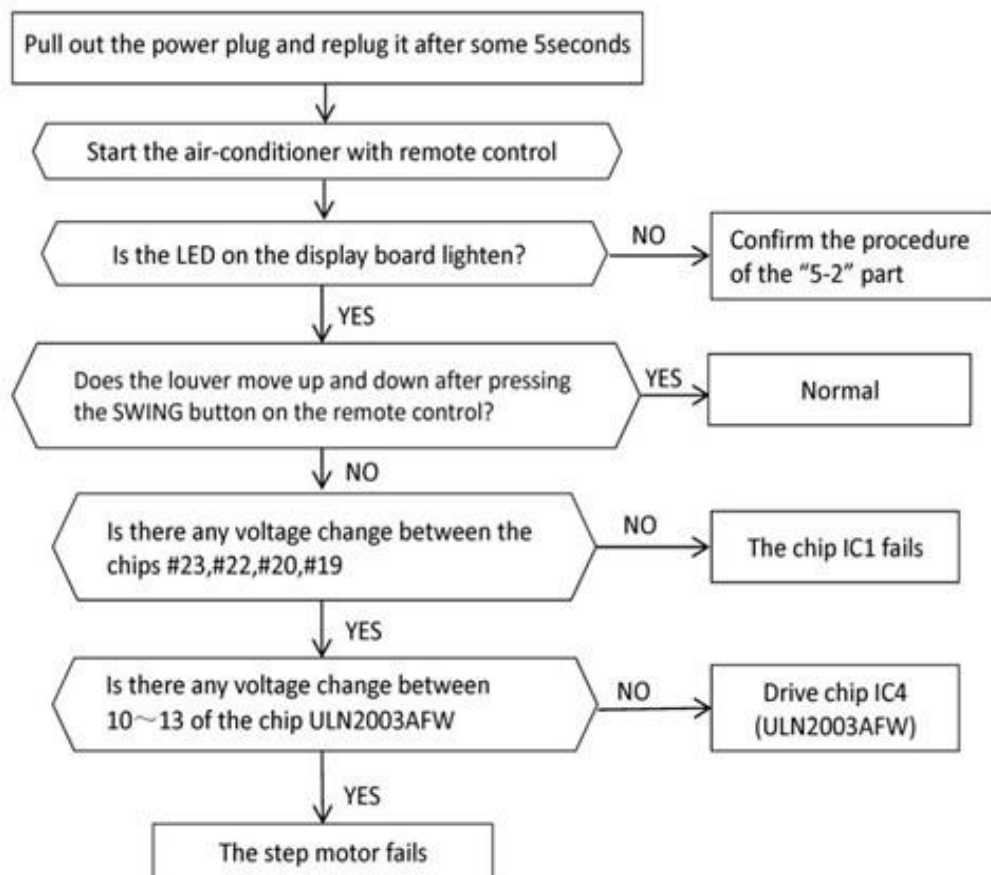 Pull out the power plug and replug it after some 5seconds
Start the air-conditioner with remote control
Is the LED on the display board lighten?
NO
Confirm the procedure
of the “5-2” part
YES
Does the louver move up and down after pressing
the SWING button on the remote control?
YES
Normal
NO
Is there any voltage change between the
chips #23,#22,#20,#19
NO
The chip IC1 fails
YES
Is there any voltage change between
10～13 of the chip ULN2003AFW
NO
Drive chip IC4
(ULN2003AFW)
YES
The step motor fails